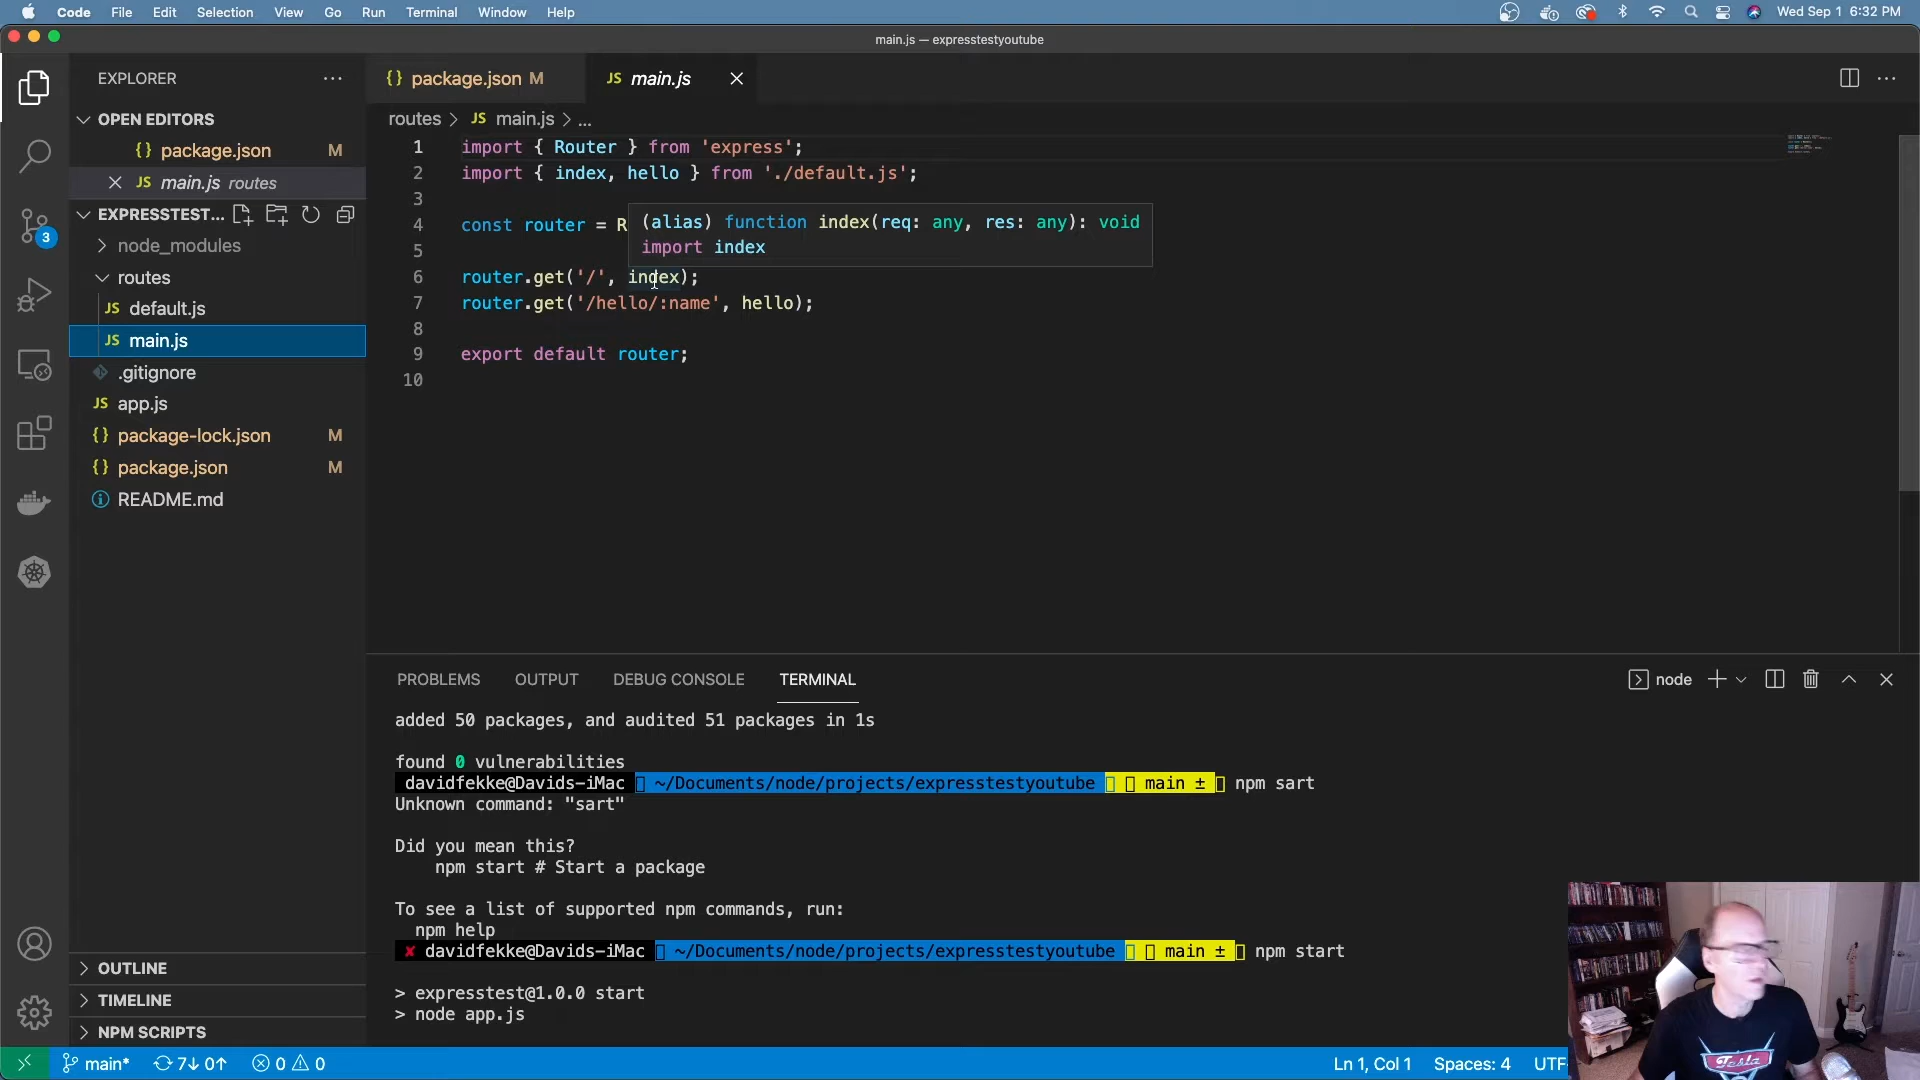 Code File Edit Selection View Go Run Terminal Window Help Wed Sep 1 6:32 PM
main.js — expresstestyoutube
EXPLORER
OPEN EDITORS
package.json M
main.js routes
EXPRESSTEST...
node_modules
routes
default.js
main.js
.gitignore
app.js
package-lock.json M
package.json M
README.md
OUTLINE
TIMELINE
NPM SCRIPTS
package.json M
JS main.js
routes > JS main.js > ...
1 import { Router } from 'express';
2 import { index, hello } from './default.js';
3
4 const router = R
(alias) function index(req: any, res: any): void
import index
5
6 router.get('/', index);
7 router.get('/hello/:name', hello);
8
9 export default router;
10
PROBLEMS OUTPUT DEBUG CONSOLE TERMINAL node
added 50 packages, and audited 51 packages in 1s
found 0 vulnerabilities
davidfekke@Davids-iMac ~/Documents/node/projects/expresstestyoutube main ± npm sart
Unknown command: "sart"
Did you mean this?
npm start # Start a package
To see a list of supported npm commands, run:
npm help
✘ davidfekke@Davids-iMac ~/Documents/node/projects/expresstestyoutube main ± npm start
> expresstest@1.0.0 start
> node app.js
main* 7↓ 0↑ 0 0 Ln 1, Col 1 Spaces: 4 UTF
3
Tesla